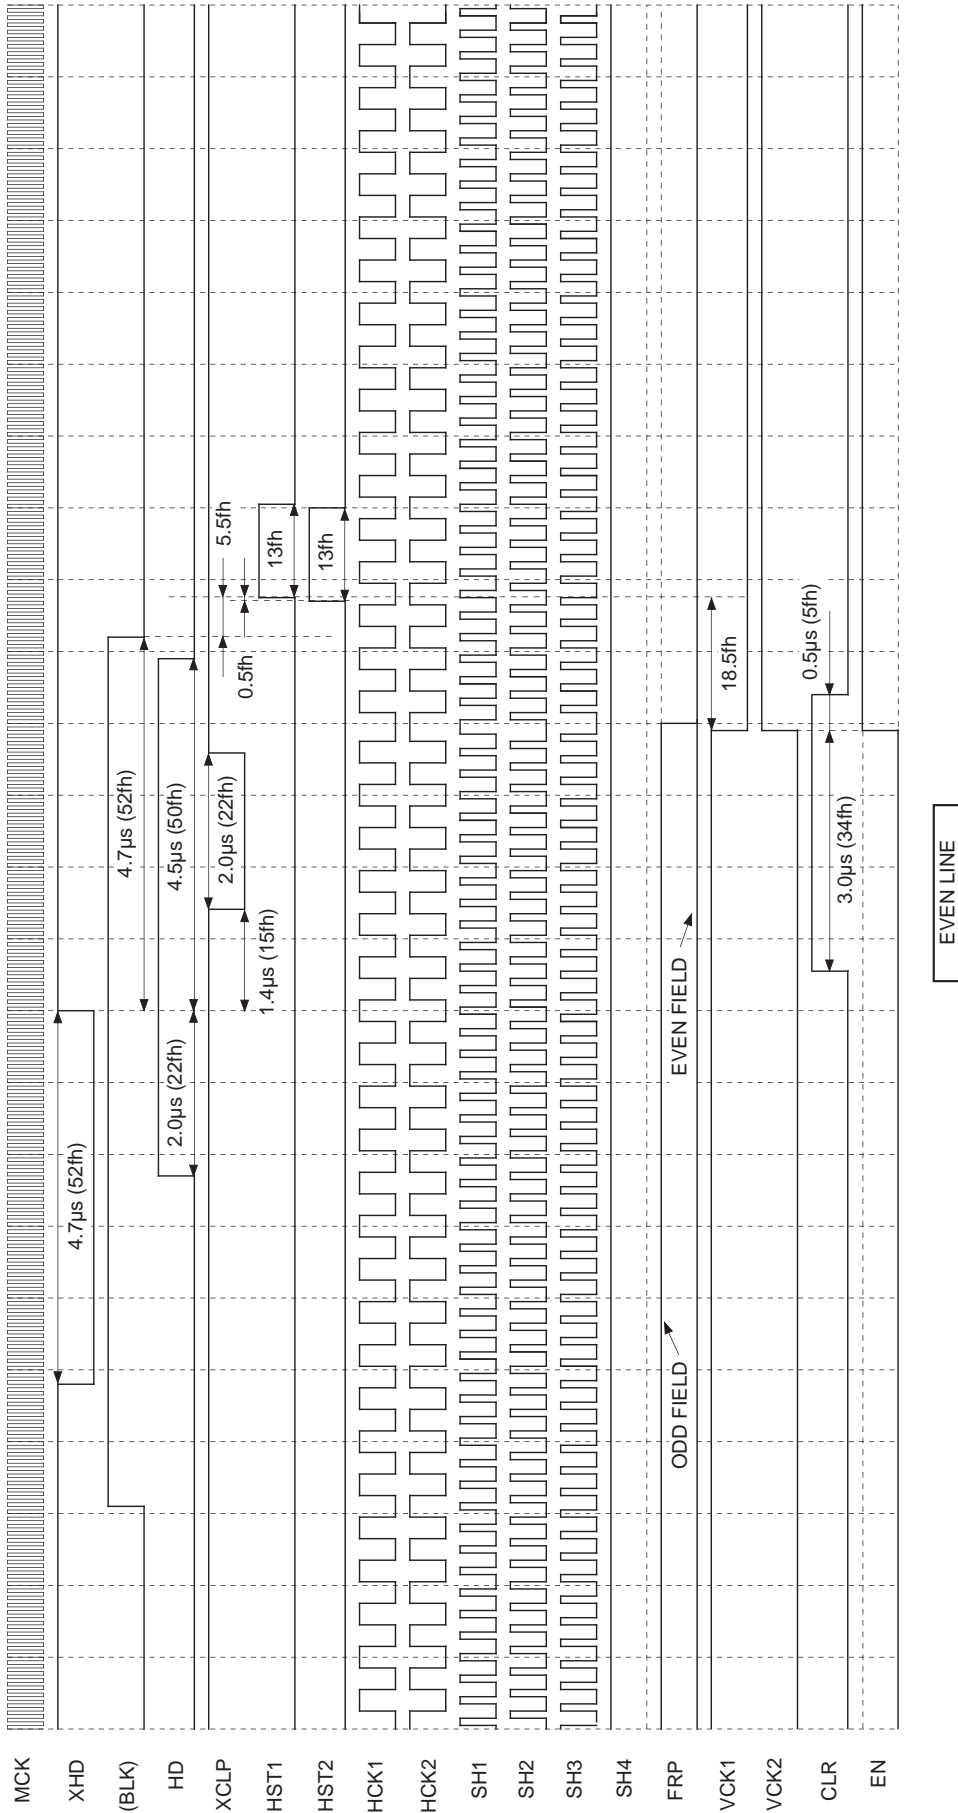 MCK
XHD
4.7µs (52fh)
(BLK)
4.7µs (52fh)
HD
2.0µs (22fh)
4.5µs (50fh)
XCLP
1.4µs (15fh)
2.0µs (22fh)
0.5fh
5.5fh
HST1
13fh
HST2
13fh
HCK1
HCK2
SH1
SH2
SH3
SH4
FRP
ODD FIELD
EVEN FIELD
VCK1
18.5fh
VCK2
CLR
3.0µs (34fh)
0.5µs (5fh)
EN
EVEN LINE